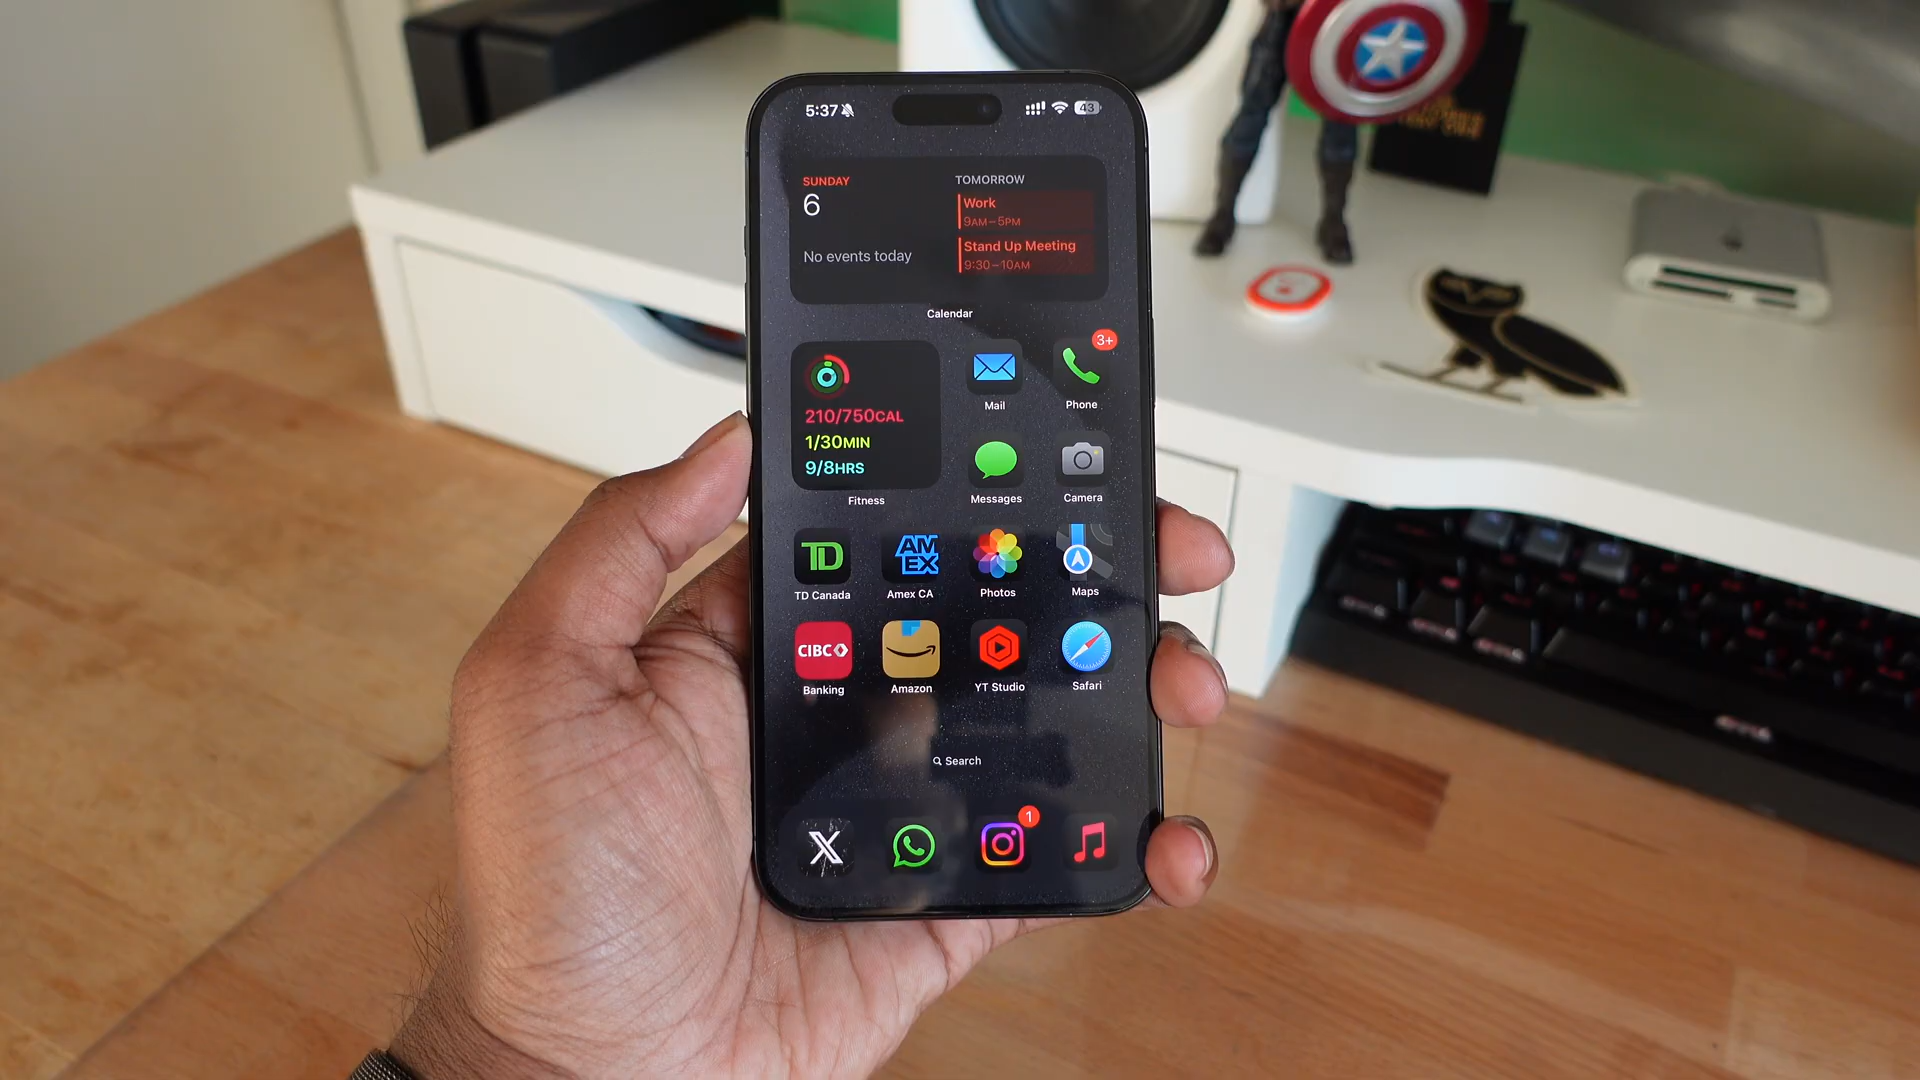 5:37
43
SUNDAY
6
No events today
TOMORROW
Work
9AM–5PM
Stand Up Meeting
9:30–10AM
Calendar
210/750CAL
1/30MIN
9/8HRS
Fitness
Mail
3+
Phone
Messages
Camera
TD
TD Canada
AM
EX
Amex CA
Photos
Maps
CIBC
Banking
Amazon
YT Studio
Safari
Search
X
1